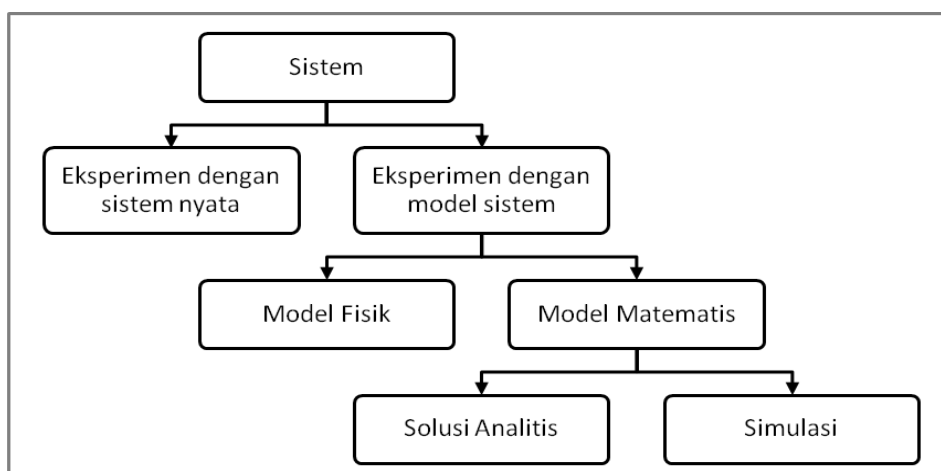 Sistem
Eksperimen dengan
sistem nyata
Eksperimen dengan
model sistem
Model Fisik
Model Matematis
Solusi Analitis
Simulasi